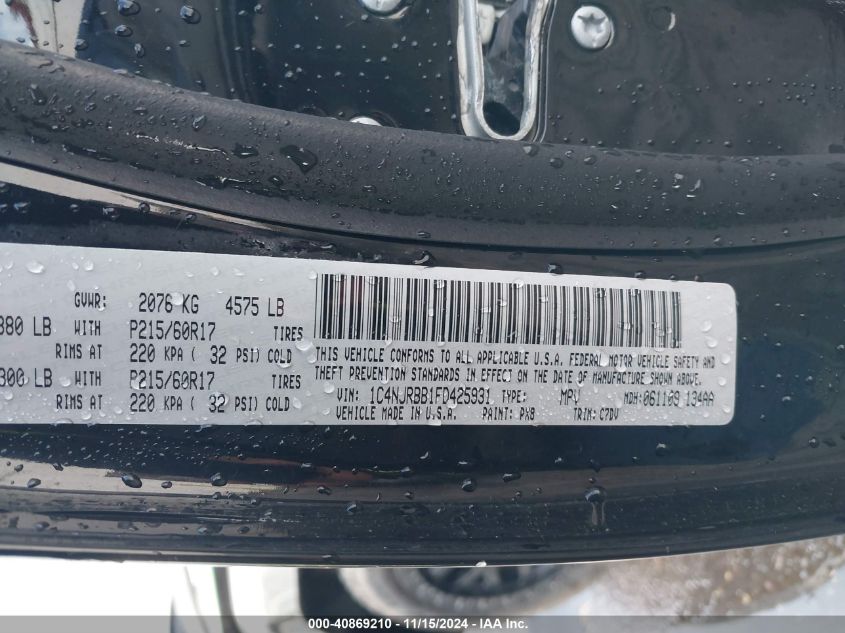 GVWR: 2076 KG 4575 LB
380 LB WITH P215/60R17 TIRES
RIMS AT 220 KPA ( 32 PSI) COLD
300 LB WITH P215/60R17 TIRES
RIMS AT 220 KPA ( 32 PSI) COLD
THIS VEHICLE CONFORMS TO ALL APPLICABLE U.S.A. FEDERAL MOTOR VEHICLE SAFETY AND
THEFT PREVENTION STANDARDS IN EFFECT ON THE DATE OF MANUFACTURE SHOWN ABOVE.
VIN: 1C4NJRBB1FD425931 TYPE: MPV MDH: 061109 134AA
VEHICLE MADE IN U.S.A. PAINT: PX8 TRIM: C7DV
000-40869210 - 11/15/2024 - IAA Inc.